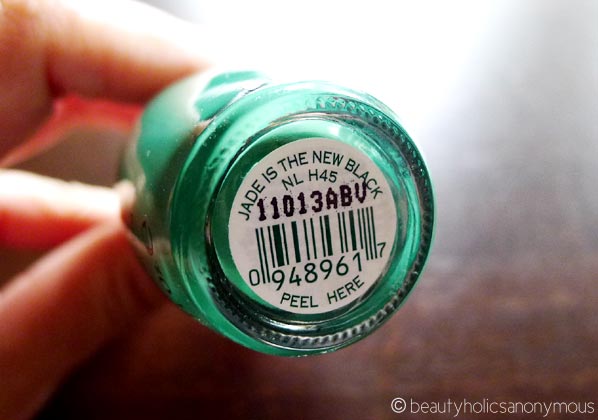 JADE IS THE NEW BLACK
NL H45
11013ABV
0 948961 7
PEEL HERE
© beautyholicsanonymous